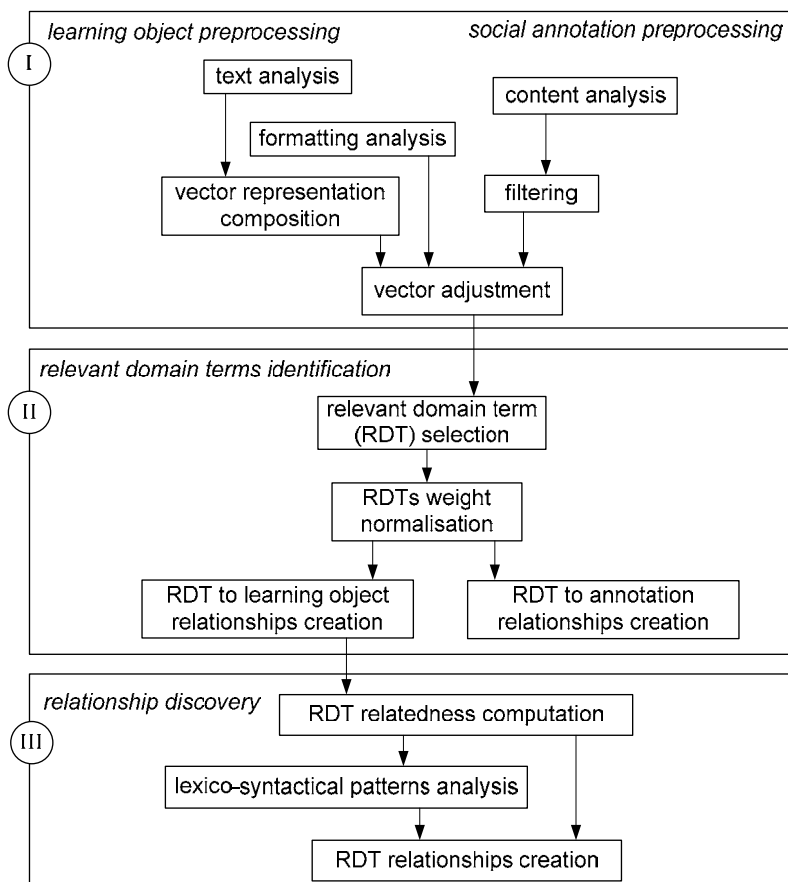 learning object preprocessing
social annotation preprocessing
I
text analysis
content analysis
formatting analysis
vector representation
composition
filtering
vector adjustment
relevant domain terms identification
II
relevant domain term
(RDT) selection
RDTs weight
normalisation
RDT to learning object
relationships creation
RDT to annotation
relationships creation
relationship discovery
III
RDT relatedness computation
lexico–syntactical patterns analysis
RDT relationships creation